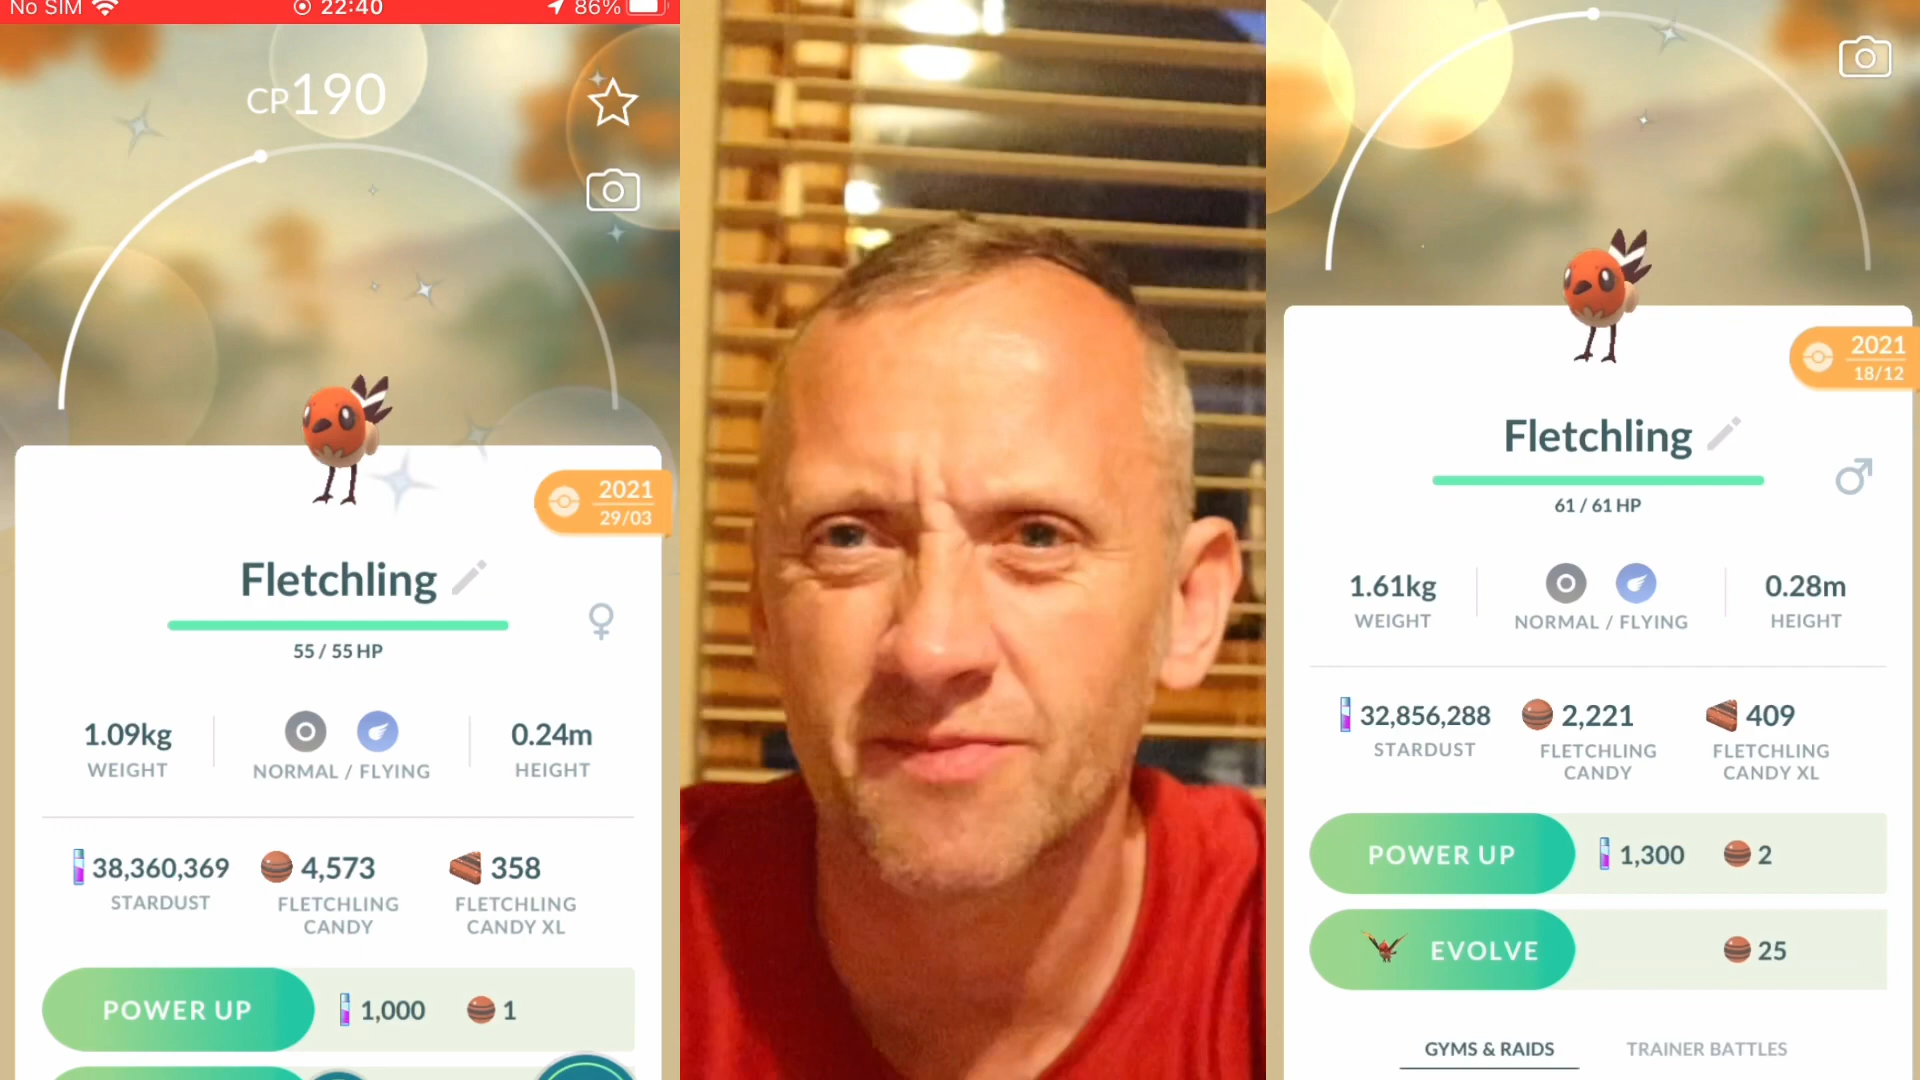 No SIM 22:40 86%
CP190
2021
29/03
Fletchling
55 / 55 HP
1.09kg
WEIGHT
NORMAL / FLYING
0.24m
HEIGHT
38,360,369
STARDUST
4,573
FLETCHLING
CANDY
358
FLETCHLING
CANDY XL
POWER UP 1,000 1
2021
18/12
Fletchling
61 / 61 HP
1.61kg
WEIGHT
NORMAL / FLYING
0.28m
HEIGHT
32,856,288
STARDUST
2,221
FLETCHLING
CANDY
409
FLETCHLING
CANDY XL
POWER UP 1,300 2
EVOLVE 25
GYMS & RAIDS TRAINER BATTLES